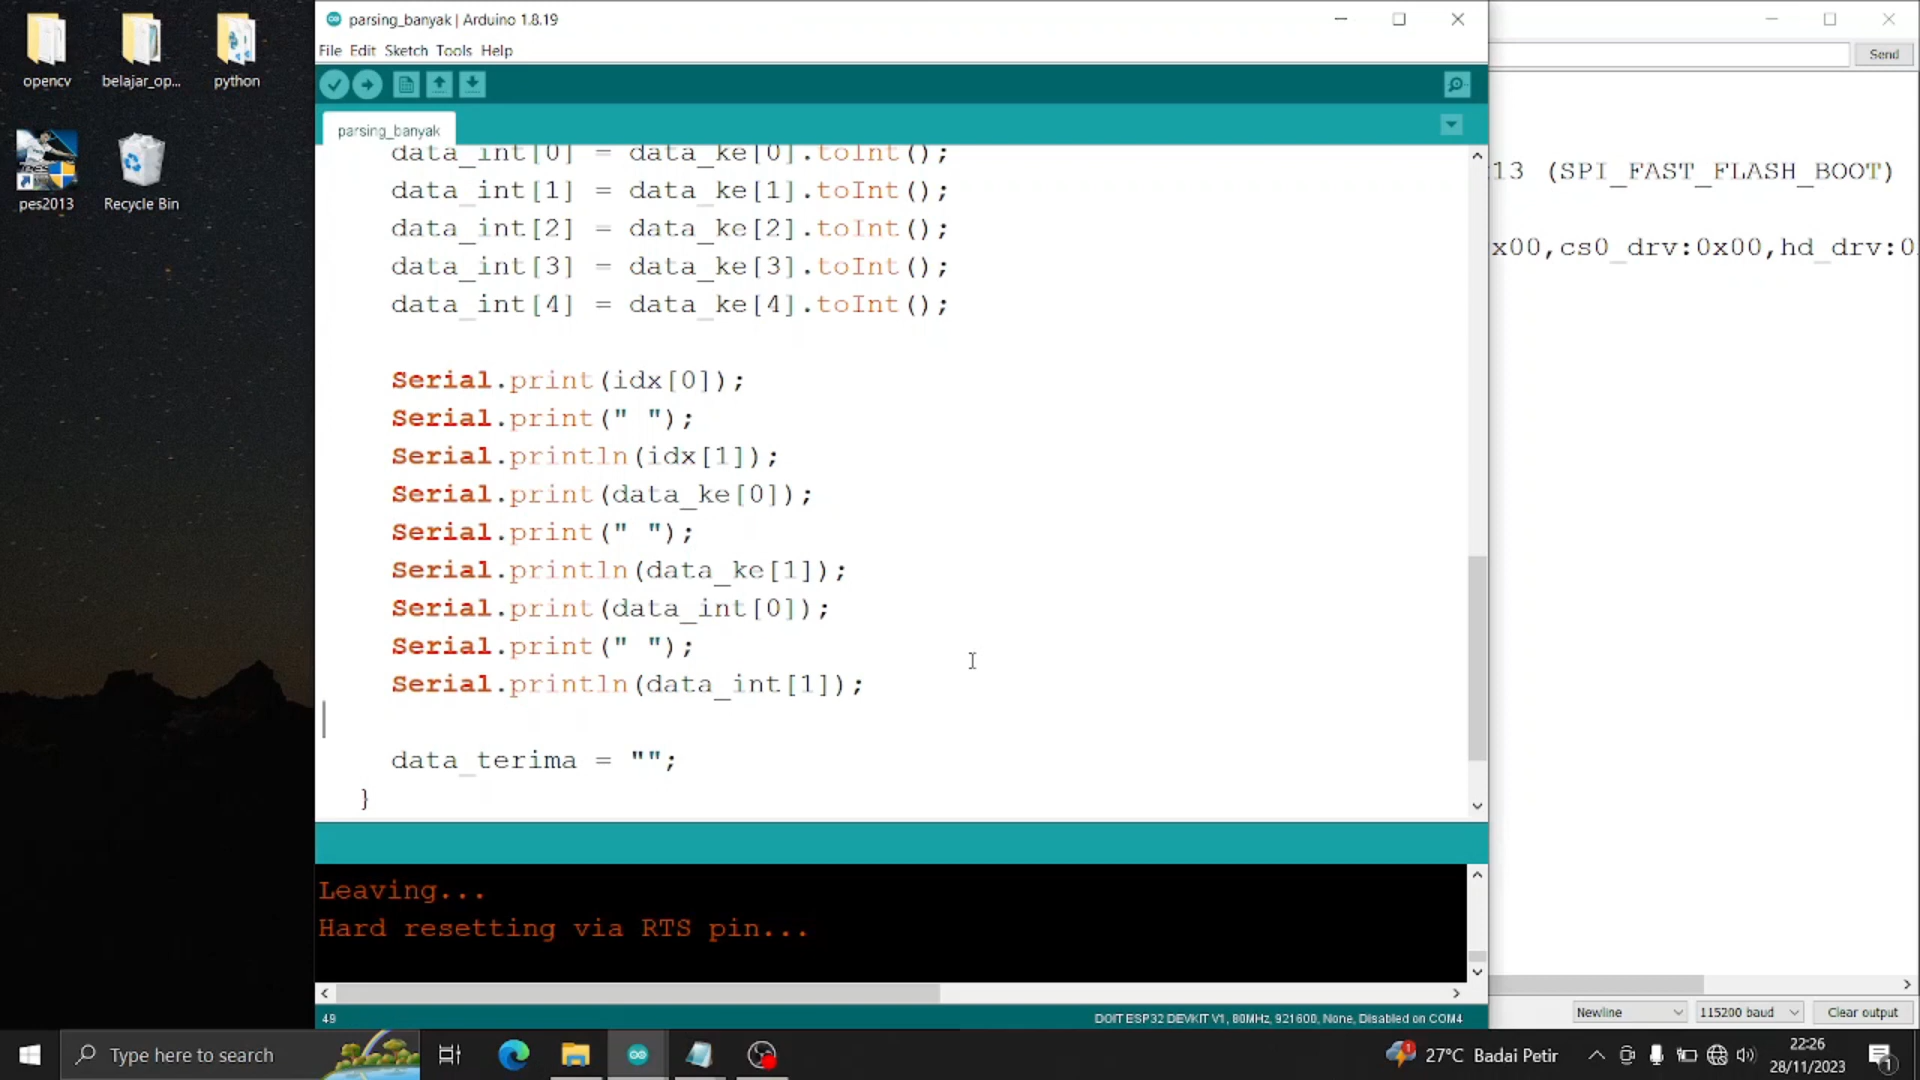 opencv
belajar_op...
python
pes2013
Recycle Bin
parsing_banyak | Arduino 1.8.19
File Edit Sketch Tools Help
parsing_banyak
data_int[0] = data_ke[0].toInt();
data_int[1] = data_ke[1].toInt();
data_int[2] = data_ke[2].toInt();
data_int[3] = data_ke[3].toInt();
data_int[4] = data_ke[4].toInt();
Serial.print(idx[0]);
Serial.print(" ");
Serial.println(idx[1]);
Serial.print(data_ke[0]);
Serial.print(" ");
Serial.println(data_ke[1]);
Serial.print(data_int[0]);
Serial.print(" ");
Serial.println(data_int[1]);
data_terima = "";
}
Leaving...
Hard resetting via RTS pin...
49
DOIT ESP32 DEVKIT V1, 80MHz, 921600, None, Disabled on COM4
Send
13 (SPI_FAST_FLASH_BOOT)
x00,cs0_drv:0x00,hd_drv:0
Newline
115200 baud
Clear output
Type here to search
27°C Badai Petir
22:26
28/11/2023
1